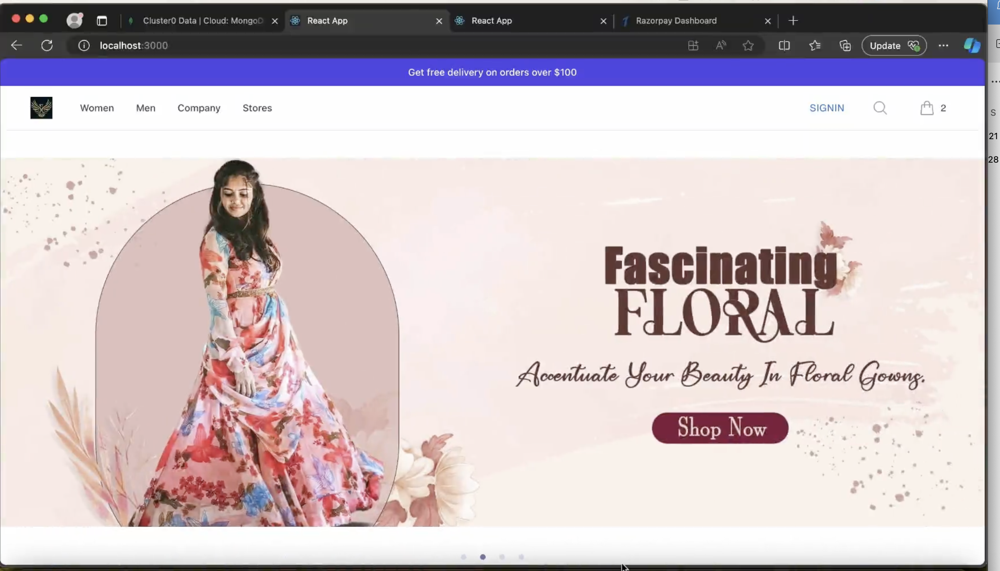 Cluster0 Data | Cloud: MongoD
React App
React App
Razorpay Dashboard
localhost:3000
Update
Get free delivery on orders over $100
Women
Men
Company
Stores
SIGNIN
2
S
21
28
Fascinating
FLORAL
Accentuate Your Beauty In Floral Gowns.
Shop Now